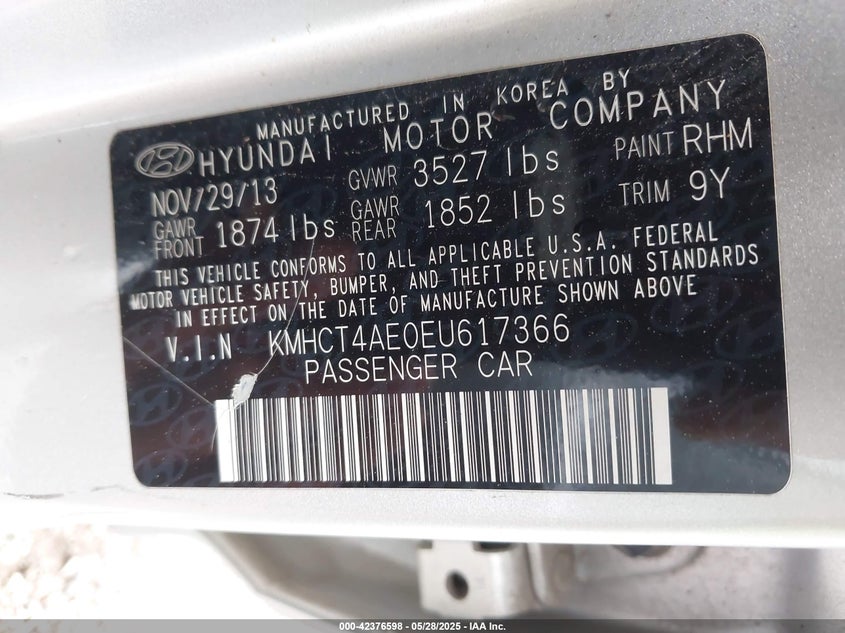 MANUFACTURED IN KOREA BY
HYUNDAI MOTOR COMPANY
NOV/29/13 GVWR 3527 lbs PAINT RHM
GAWR FRONT 1874 lbs GAWR REAR 1852 lbs TRIM 9Y
THIS VEHICLE CONFORMS TO ALL APPLICABLE U.S.A. FEDERAL
MOTOR VEHICLE SAFETY, BUMPER, AND THEFT PREVENTION STANDARDS
IN EFFECT ON THE DATE OF MANUFACTURE SHOWN ABOVE
V.I.N KMHCT4AE0EU617366
PASSENGER CAR
000-42376598 - 05/28/2025 - IAA Inc.